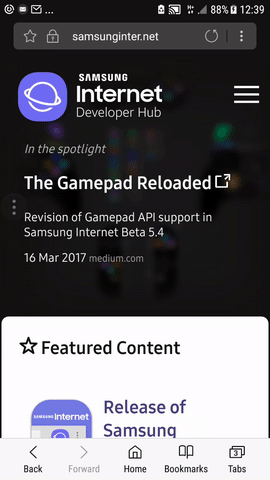 88% 12:39
samsunginter.net
SAMSUNG
Internet
Developer Hub
In the spotlight
The Gamepad Reloaded
Revision of Gamepad API support in
Samsung Internet Beta 5.4
16 Mar 2017 medium.com
Featured Content
SAMSUNG Internet
Release of
Samsung
3
Back Forward Home Bookmarks Tabs